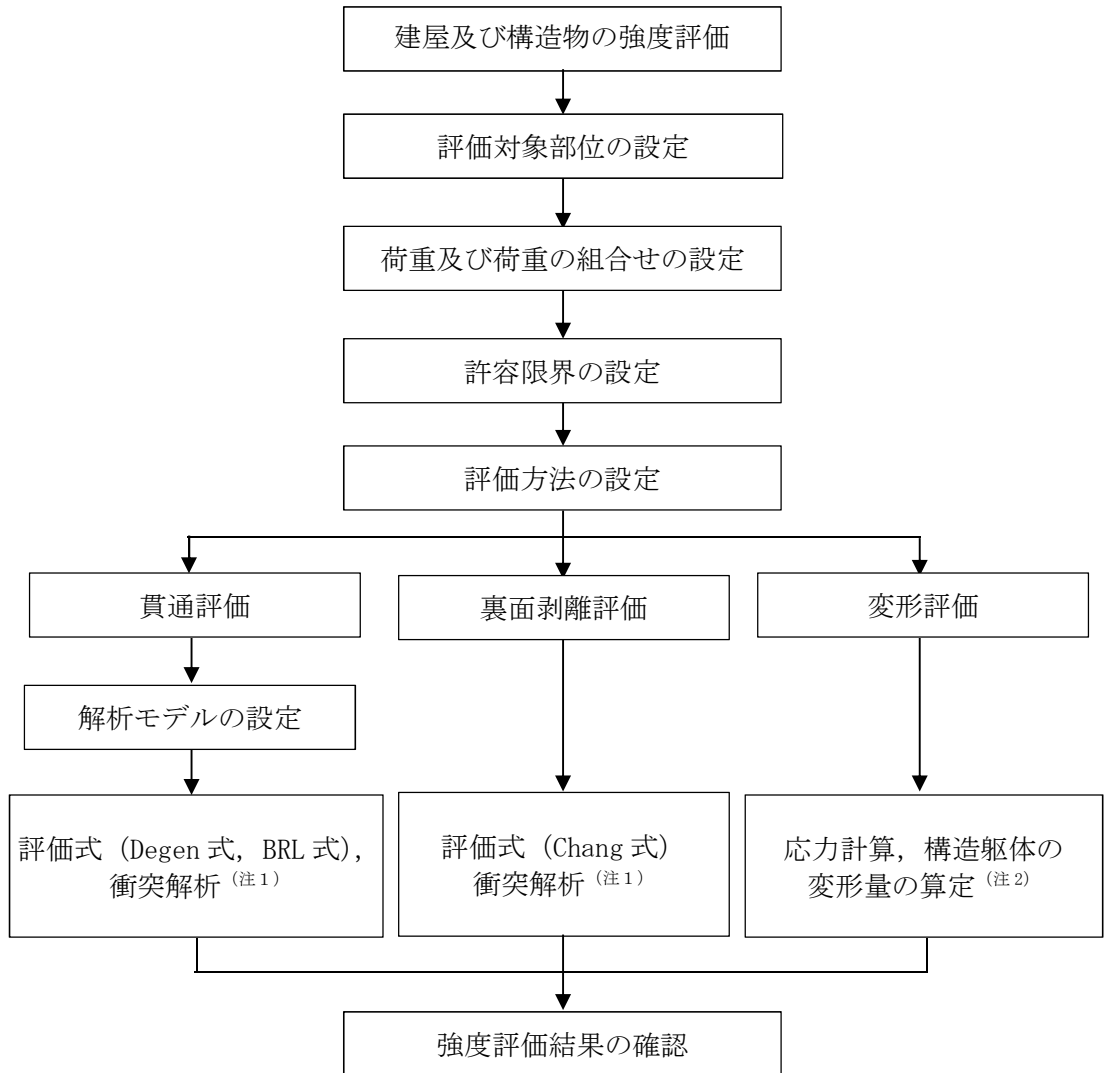 建屋及び構造物の強度評価
評価対象部位の設定
荷重及び荷重の組合せの設定
許容限界の設定
評価方法の設定
貫通評価
裏面剥離評価
変形評価
解析モデルの設定
評価式（Degen 式，BRL 式），
衝突解析（注1）
評価式（Chang 式）
衝突解析（注1）
応力計算，構造躯体の
変形量の算定（注2）
強度評価結果の確認